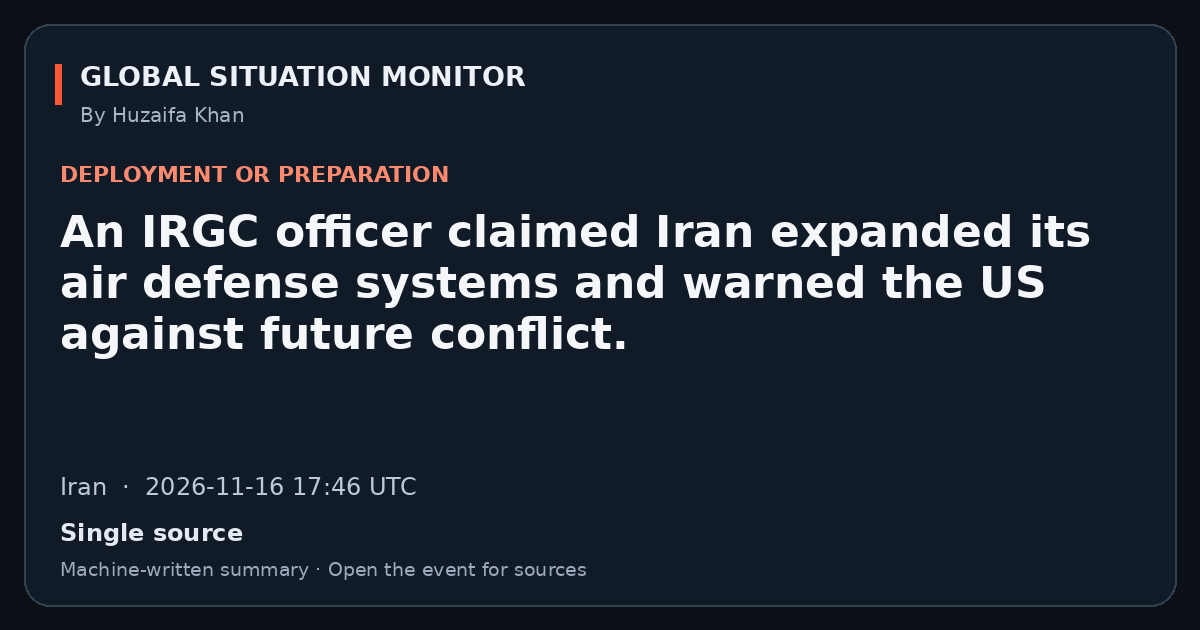 GLOBAL SITUATION MONITOR
By Huzaifa Khan
DEPLOYMENT OR PREPARATION
An IRGC officer claimed Iran expanded its
air defense systems and warned the US
against future conflict.
Iran · 2026-11-16 17:46 UTC
Single source
Machine-written summary · Open the event for sources